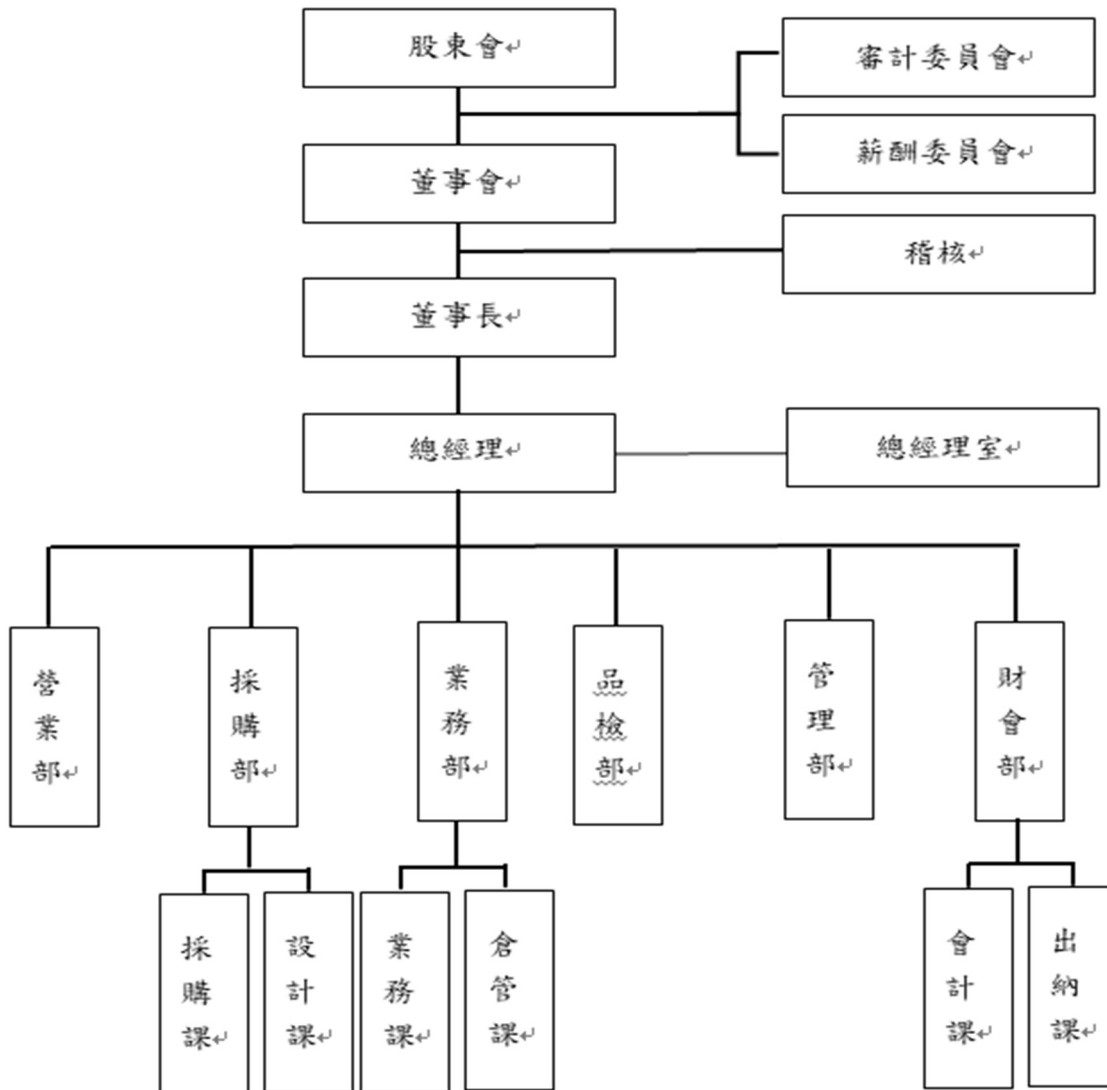 股東會
審計委員會
董事會
薪酬委員會
稽核
董事長
總經理
總經理室
營業部
採購部
業務部
品檢部
管理部
財會部
採購課
設計課
業務課
倉管課
會計課
出納課